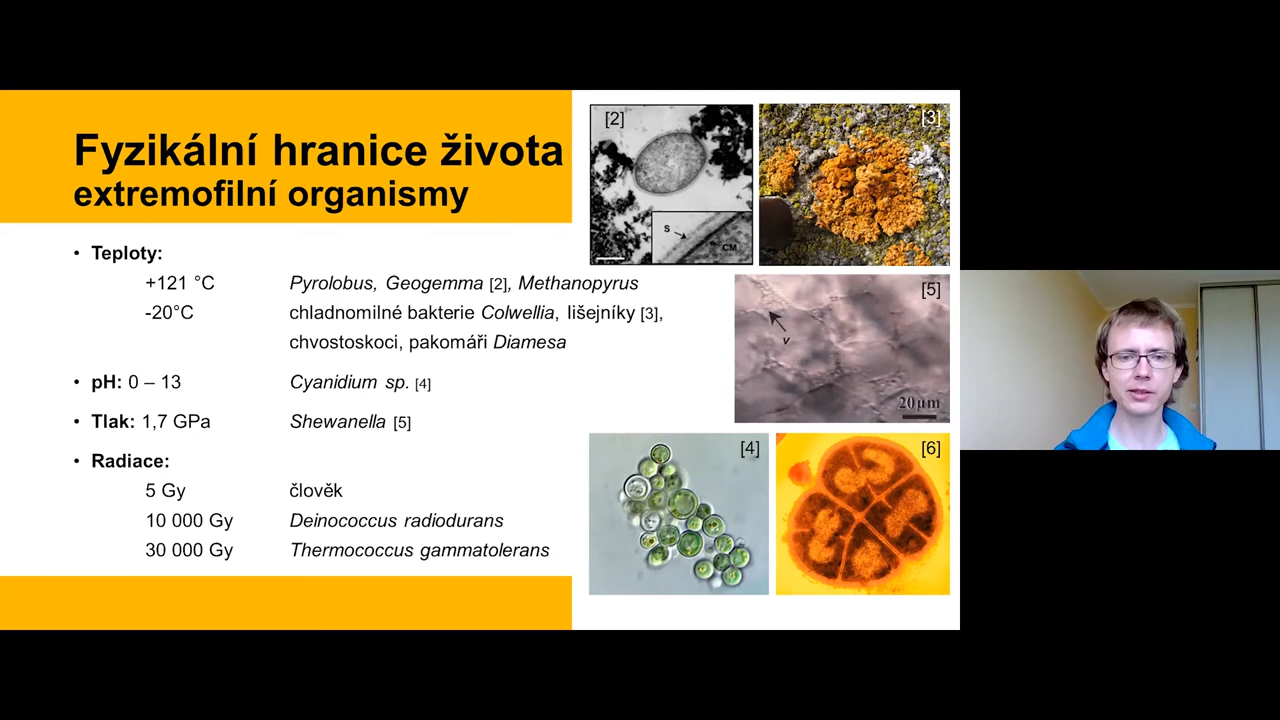 Fyzikální hranice života
extremofilní organismy
• Teploty:
+121 °C Pyrolobus, Geogemma [2], Methanopyrus
-20°C chladnomilné bakterie Colwellia, lišejníky [3],
chvostoskoci, pakomáři Diamesa
• pH: 0 – 13 Cyanidium sp. [4]
• Tlak: 1,7 GPa Shewanella [5]
• Radiace:
5 Gy člověk
10 000 Gy Deinococcus radiodurans
30 000 Gy Thermococcus gammatolerans
[2]
S
CM
[3]
[5]
v
20μm
[4]
[6]